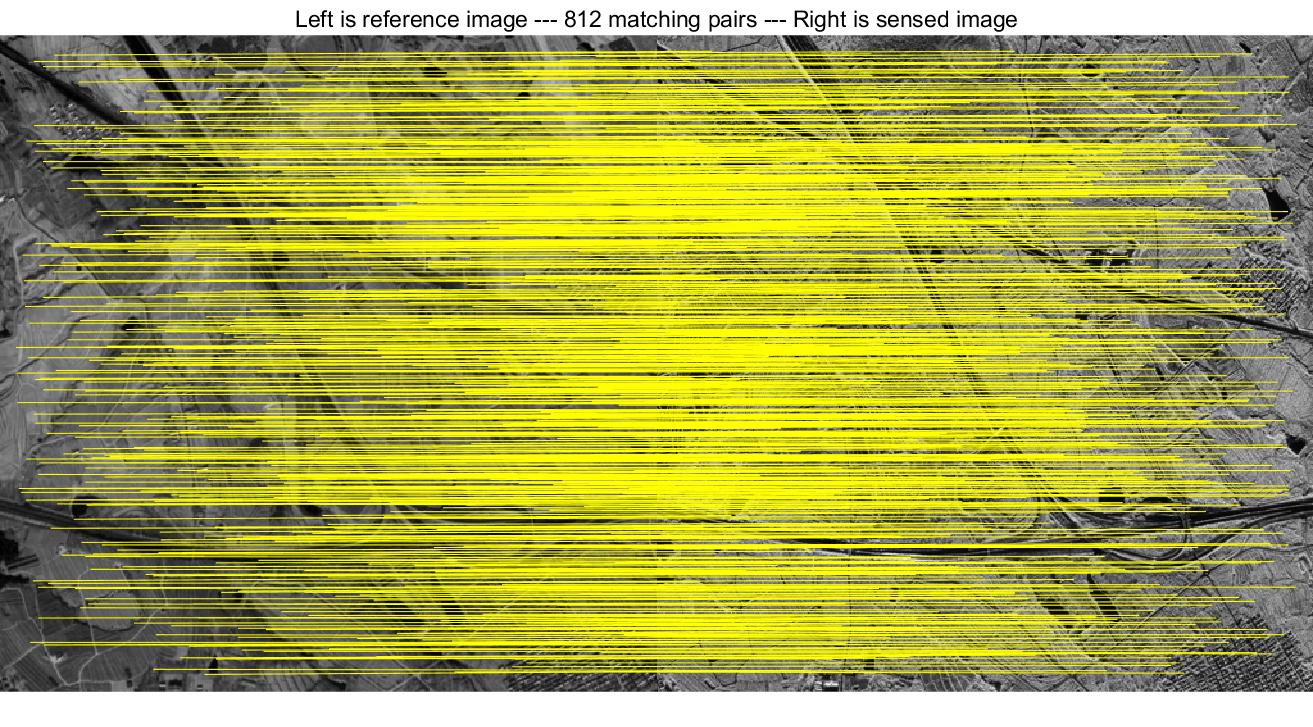 Left is reference image --- 812 matching pairs --- Right is sensed image